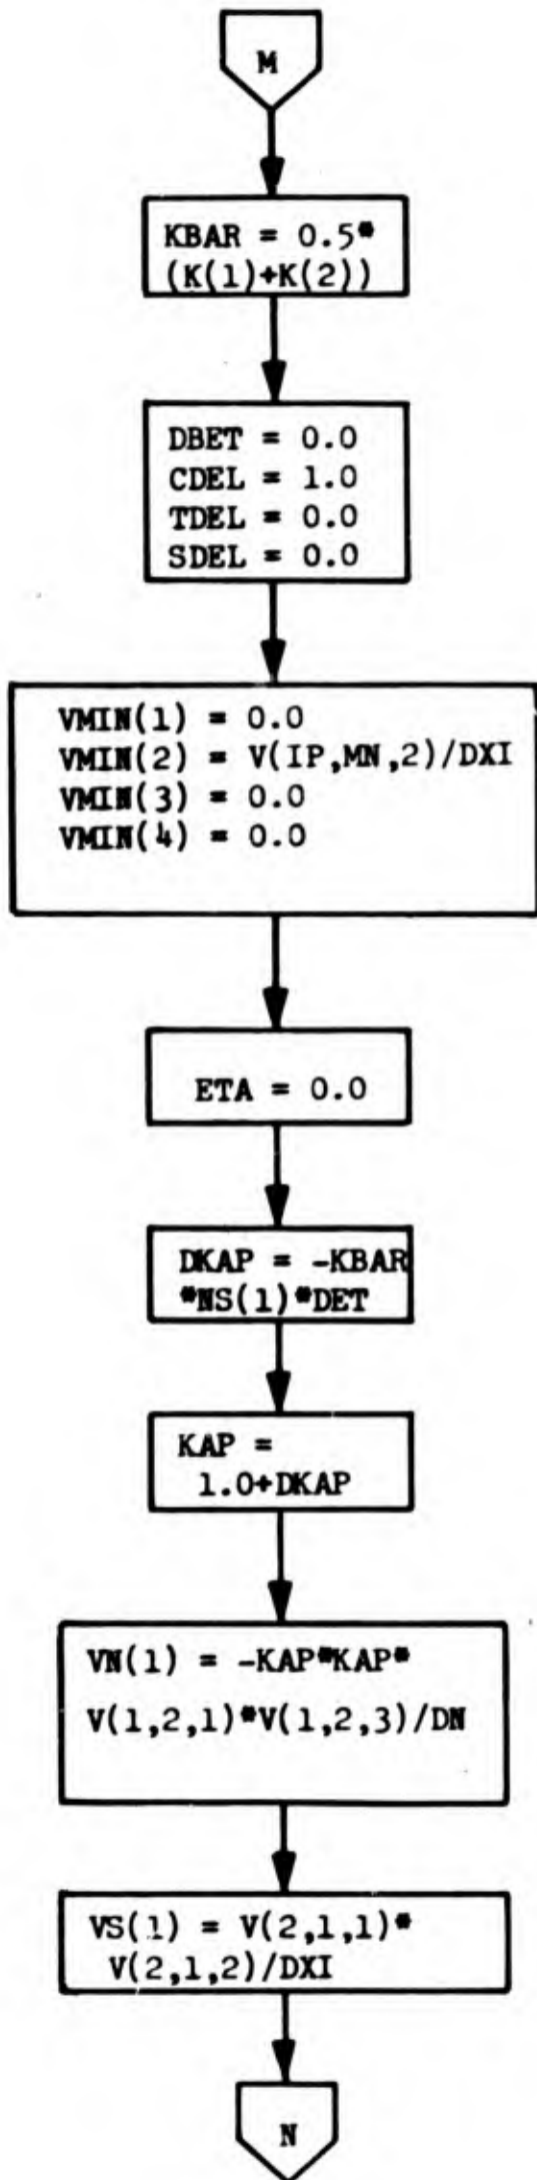 M
KBAR = 0.5*
(K(1)+K(2))
DBET = 0.0
CDEL = 1.0
TDEL = 0.0
SDEL = 0.0
VMIN(1) = 0.0
VMIN(2) = V(IP,MN,2)/DXI
VMIN(3) = 0.0
VMIN(4) = 0.0
ETA = 0.0
DKAP = -KBAR
*NS(1)*DET
KAP =
1.0+DKAP
VN(1) = -KAP*KAP*
V(1,2,1)*V(1,2,3)/DN
VS(1) = V(2,1,1)*
V(2,1,2)/DXI
N